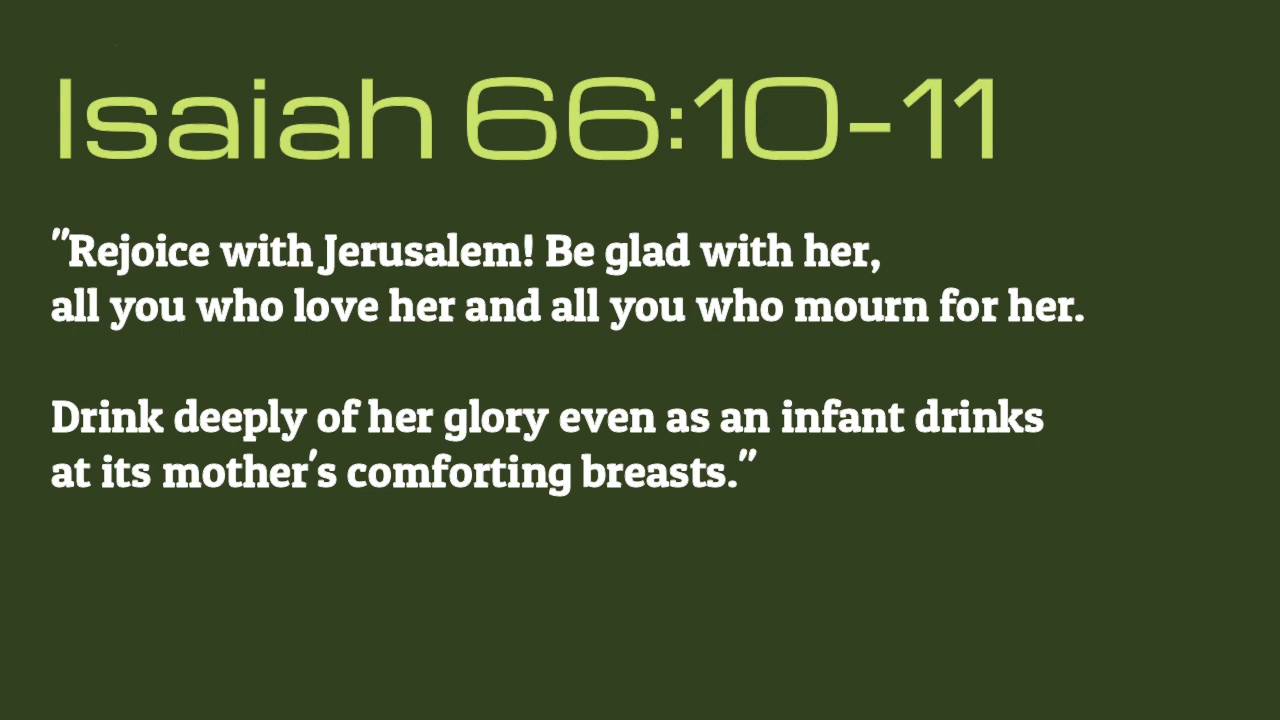 Isaiah 66:10-11
"Rejoice with Jerusalem! Be glad with her,
all you who love her and all you who mourn for her.
Drink deeply of her glory even as an infant drinks
at its mother's comforting breasts."